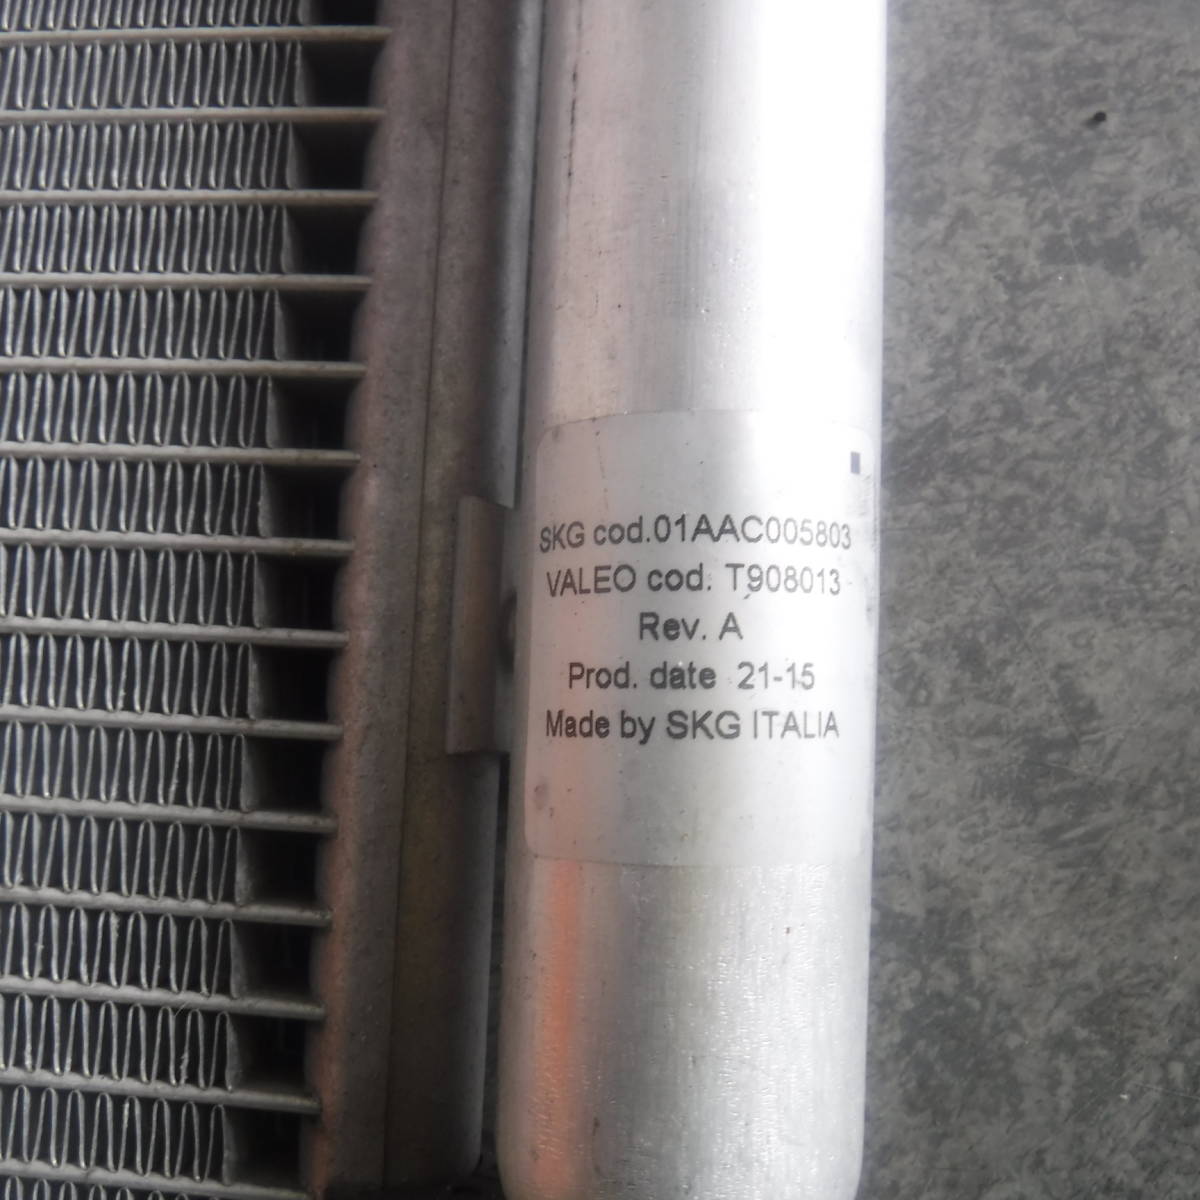 SKG cod.01AAC005803
VALEO cod. T908013
Rev. A
Prod. date 21-15
Made by SKG ITALIA